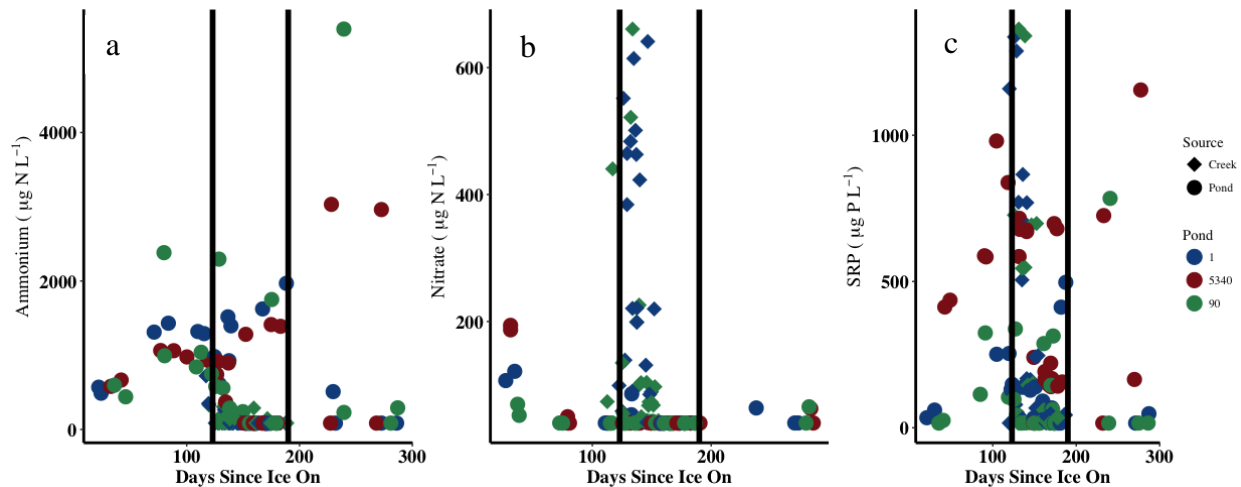 a
4000
2000
0
100
200
300
Ammonium ( µg N L⁻¹)
Days Since Ice On
b
600
400
200
100
200
Nitrate ( µg N L⁻¹)
Days Since Ice On
c
1000
500
0
100
200
300
SRP ( µg P L⁻¹)
Days Since Ice On
Source
Creek
Pond
Pond
1
5340
90